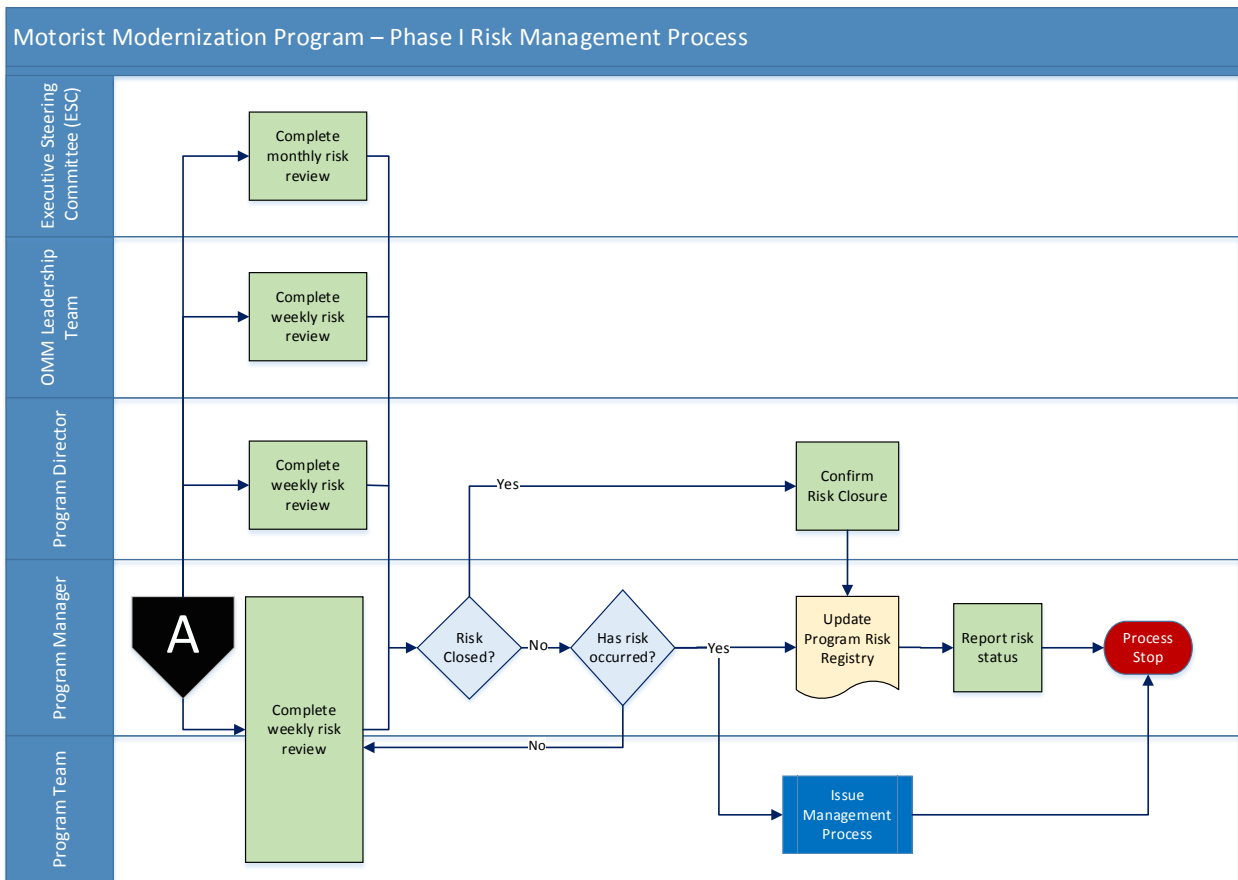 Motorist Modernization Program – Phase I Risk Management Process
Executive Steering
Committee (ESC)
Complete
monthly risk
review
OMM Leadership
Team
Complete
weekly risk
review
Program Director
Complete
weekly risk
review
Yes
Confirm
Risk Closure
Program Manager
A
Complete
weekly risk
review
Risk
Closed?
No
Has risk
occurred?
Yes
No
Update
Program Risk
Registry
Report risk
status
Process
Stop
Program Team
Issue
Management
Process